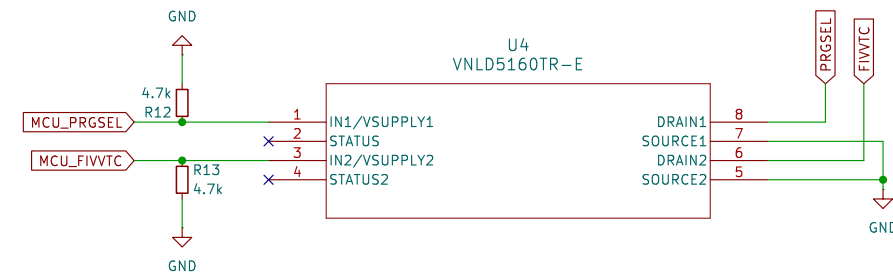 GND
U4
VNLD5160TR-E
PRGSEL
FIVVTC
4.7k
R12
MCU_PRGSEL
1
IN1/VSUPPLY1
DRAIN1
8
2
STATUS
SOURCE1
7
MCU_FIVVTC
3
IN2/VSUPPLY2
DRAIN2
6
R13
4.7k
4
STATUS2
SOURCE2
5
GND
GND